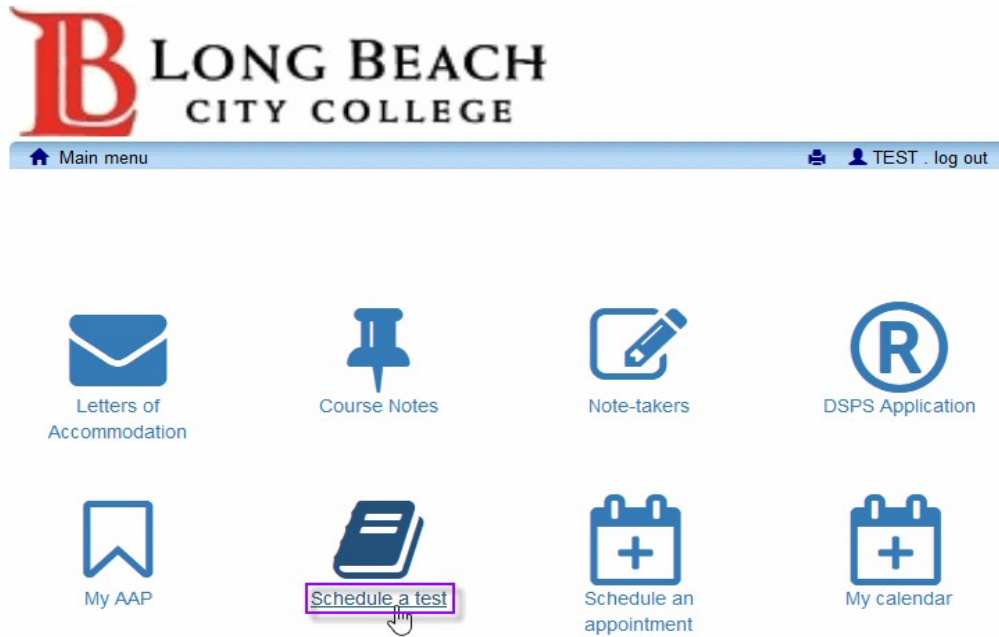 LONG BEACH
CITY COLLEGE
Main menu
TEST . log out
Letters of
Accommodation
Course Notes
Note-takers
R
DSPS Application
My AAP
Schedule a test
Schedule an
appointment
My calendar